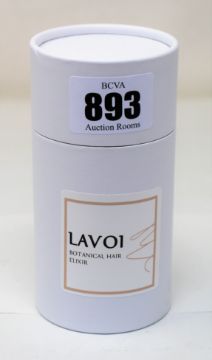 BCVA
893
Auction Rooms
LAVOI
BOTANICAL HAIR
ELIXIR